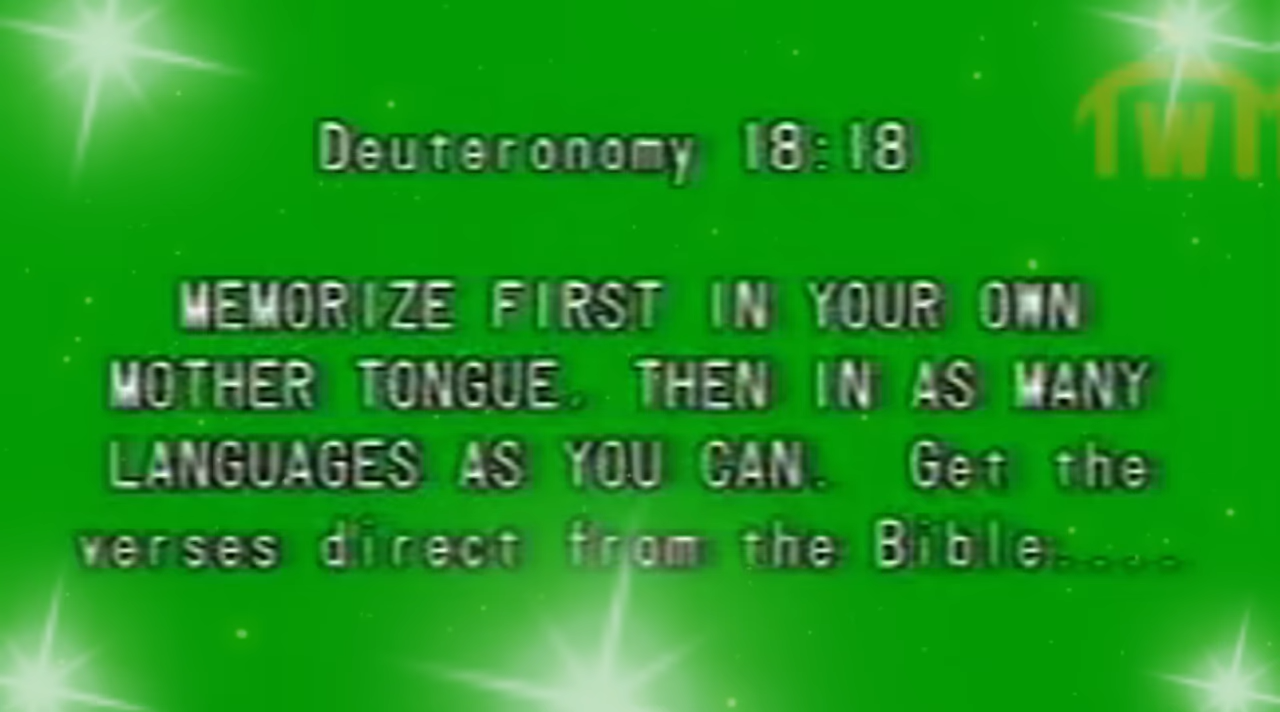 Deuteronomy 18:18
MEMORIZE FIRST IN YOUR OWN
MOTHER TONGUE. THEN IN AS MANY
LANGUAGES AS YOU CAN. Get the
verses direct from the Bible.....